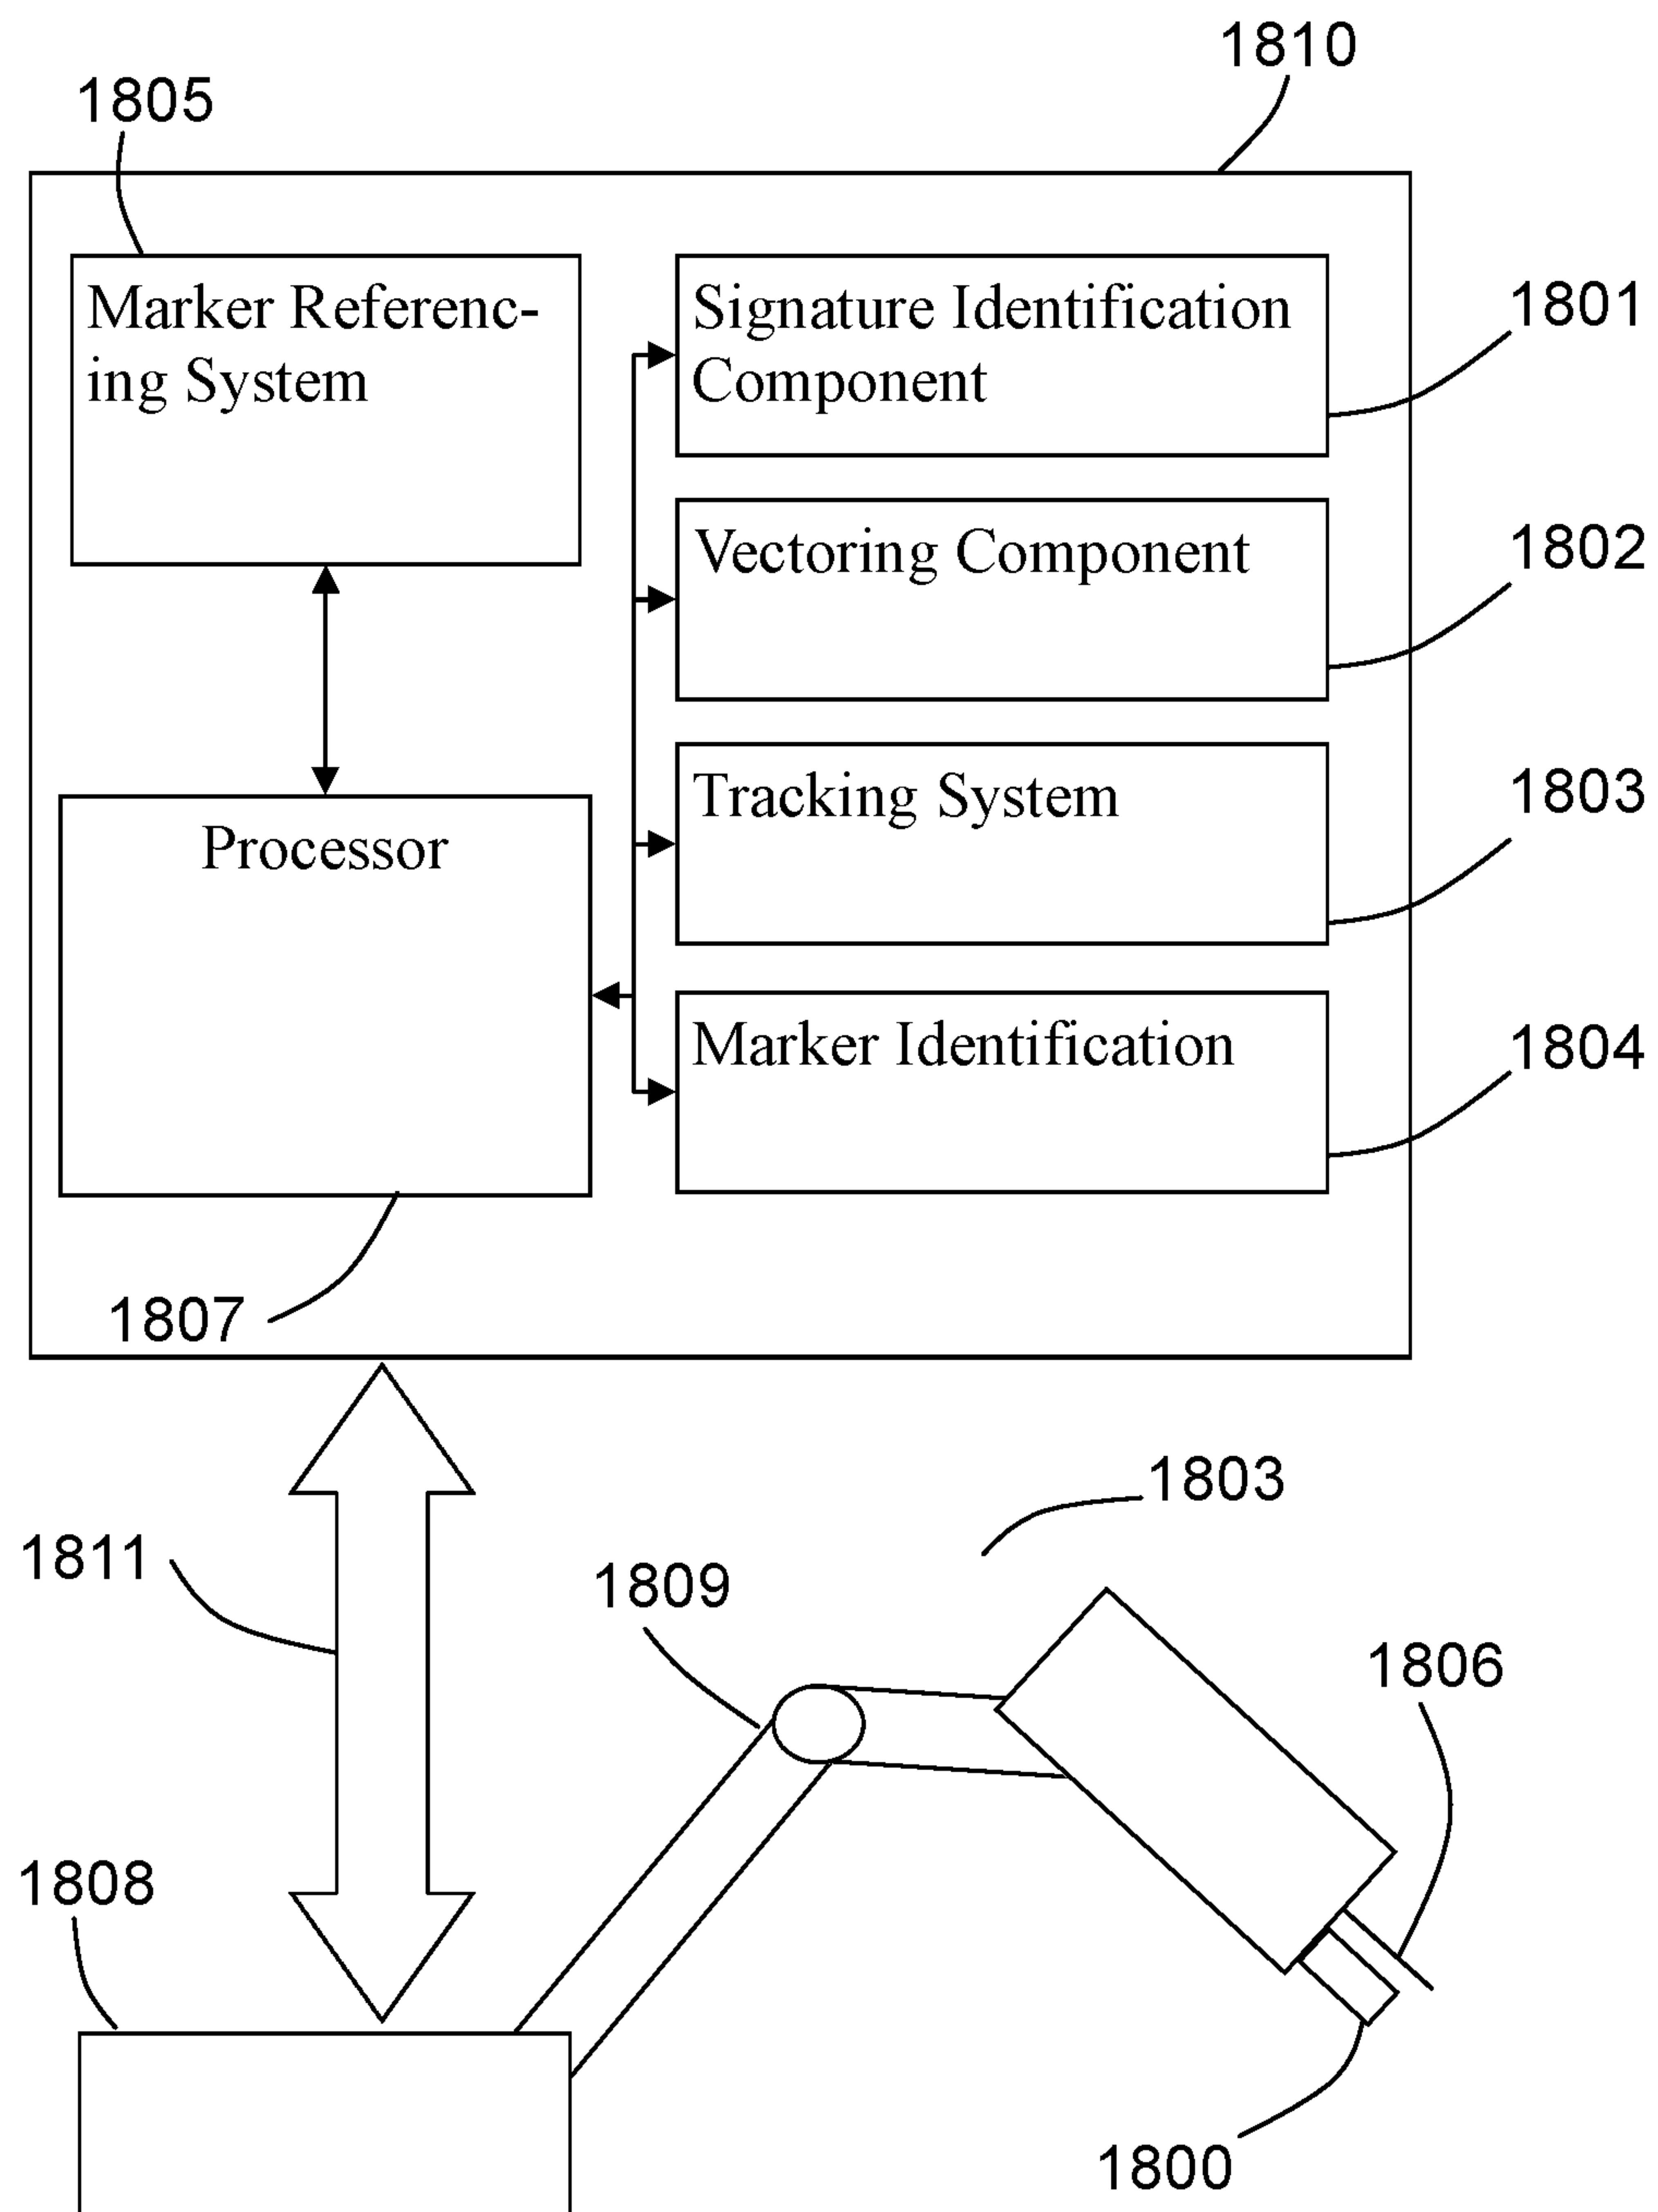 1810
1805
Marker Referenc-
ing System
Signature Identification
Component
1801
Vectoring Component
1802
Tracking System
1803
Processor
Marker Identification
1804
1807
1803
1811
1809
1806
1808
1800